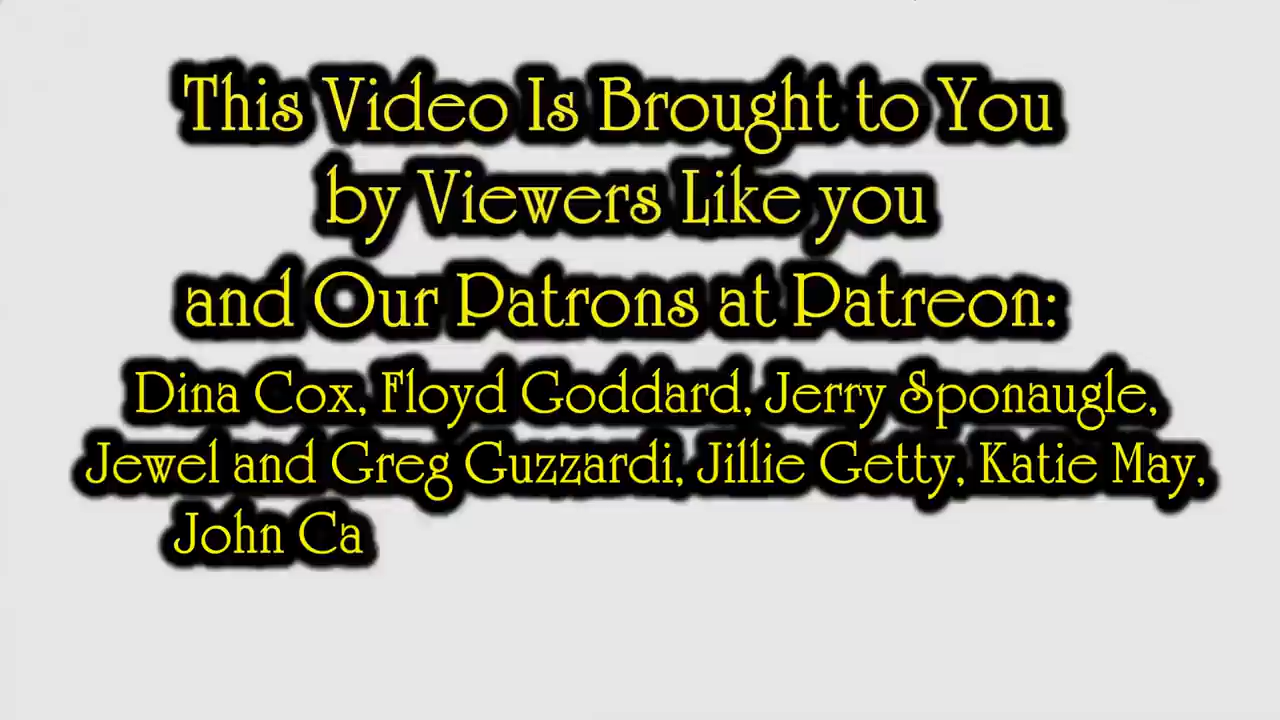 This Video Is Brought to You
by Viewers Like you
and Our Patrons at Patreon:
Dina Cox, Floyd Goddard, Jerry Sponaugle,
Jewel and Greg Guzzardi, Jillie Getty, Katie May,
John Ca